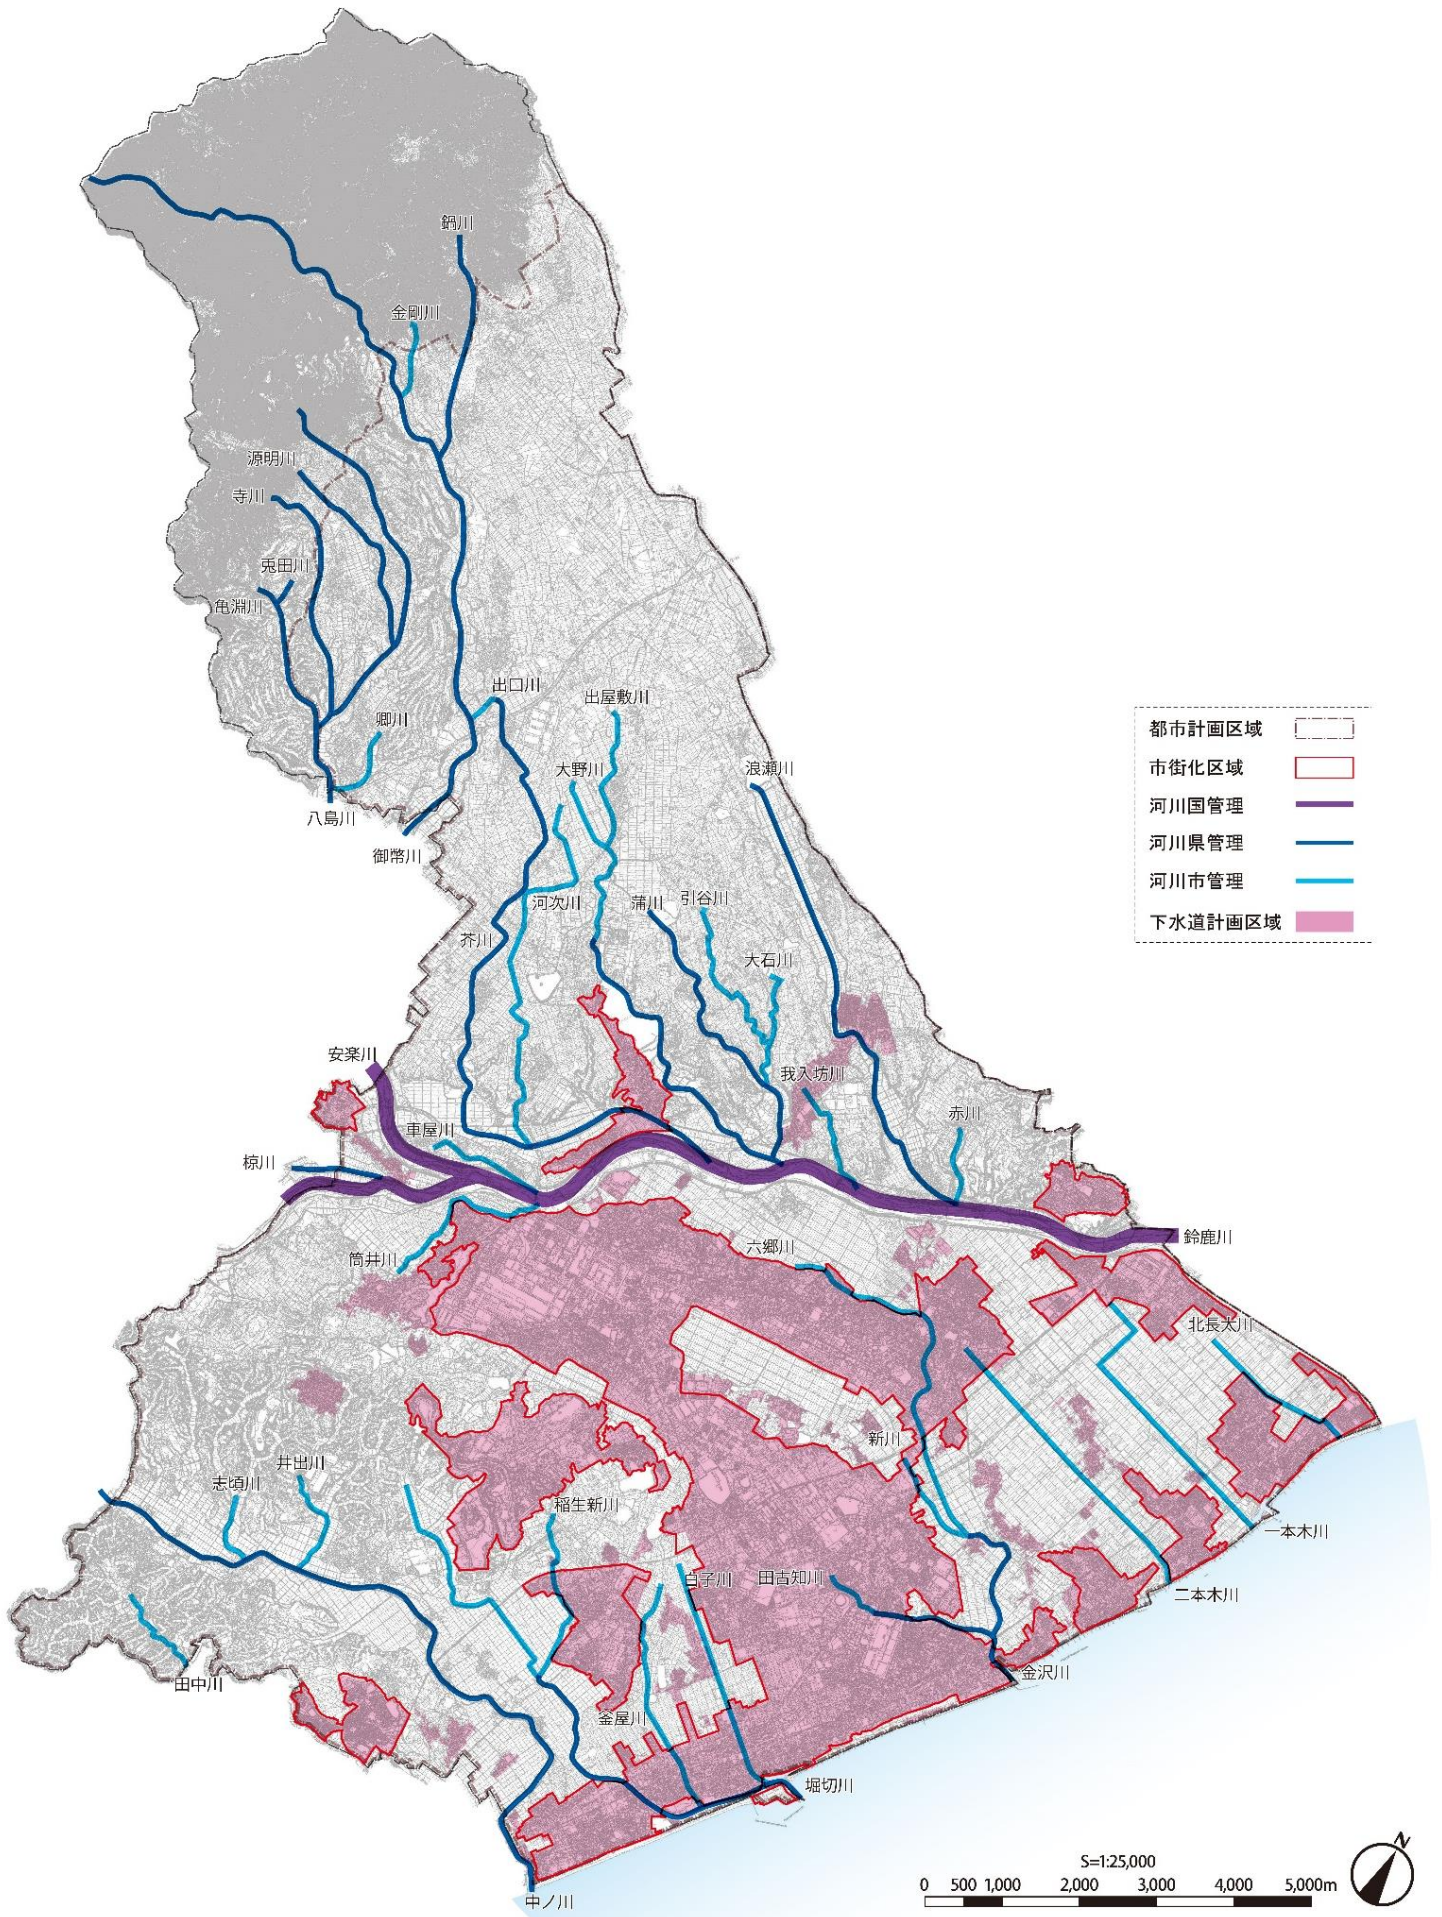 鍋川
金剛川
源明川
寺川
兎田川
亀淵川
出口川
出屋敷川
卿川
大野川
浪瀬川
八島川
御幣川
河次川
蒲川
引谷川
芥川
大石川
安楽川
我入坊川
赤川
車屋川
椋川
鈴鹿川
筒井川
六郷川
北長太川
新川
志頃川
井出川
稲生新川
一本木川
白子川
田古知川
二本木川
田中川
金沢川
釜屋川
堀切川
中ノ川
都市計画区域
市街化区域
河川国管理
河川県管理
河川市管理
下水道計画区域
S=1:25,000
0 500 1,000 2,000 3,000 4,000 5,000m
N